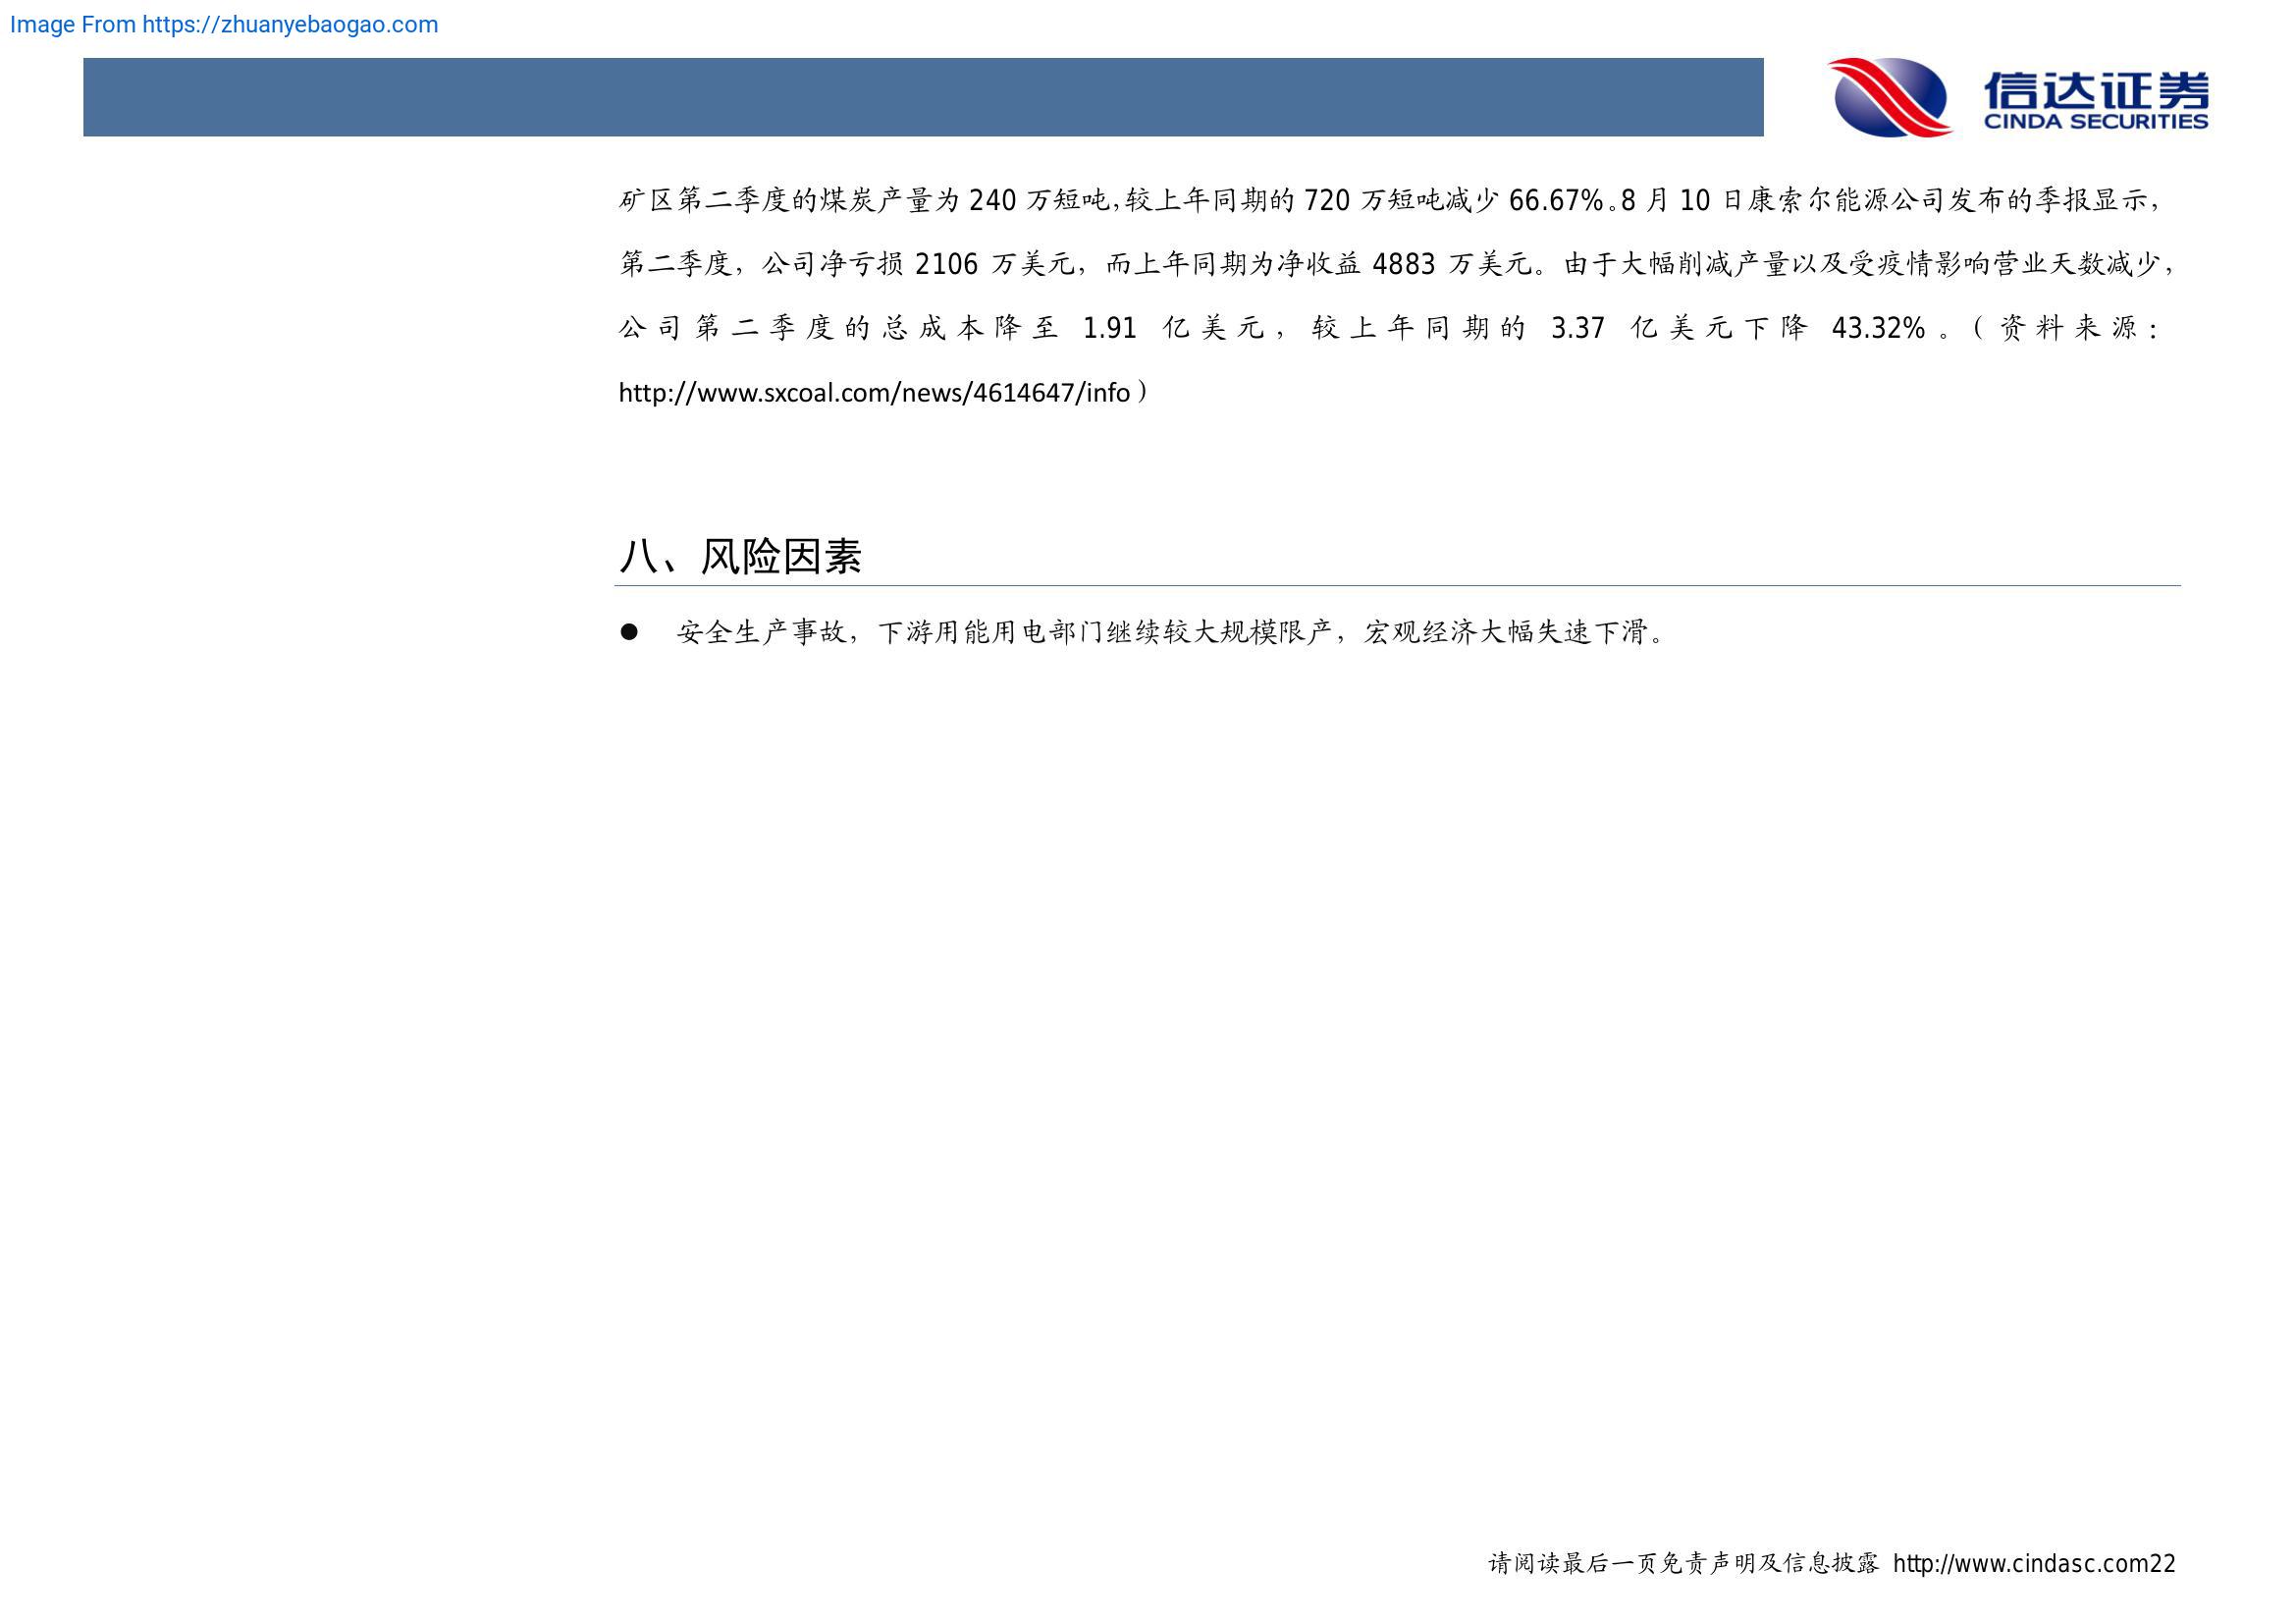 Image From https://zhuanyebaogao.com
信达证券
CINDA SECURITIES
矿区第二季度的煤炭产量为 240 万短吨，较上年同期的 720 万短吨减少 66.67%。8 月 10 日康索尔能源公司发布的季报显示，
第二季度，公司净亏损 2106 万美元，而上年同期为净收益 4883 万美元。由于大幅削减产量以及受疫情影响营业天数减少，
公司第二季度的总成本降至 1.91 亿美元，较上年同期的 3.37 亿美元下降 43.32%。（资料来源：
http://www.sxcoal.com/news/4614647/info）
八、风险因素
● 安全生产事故，下游用能用电部门继续较大规模限产，宏观经济大幅失速下滑。
请阅读最后一页免责声明及信息披露 http://www.cindasc.com22